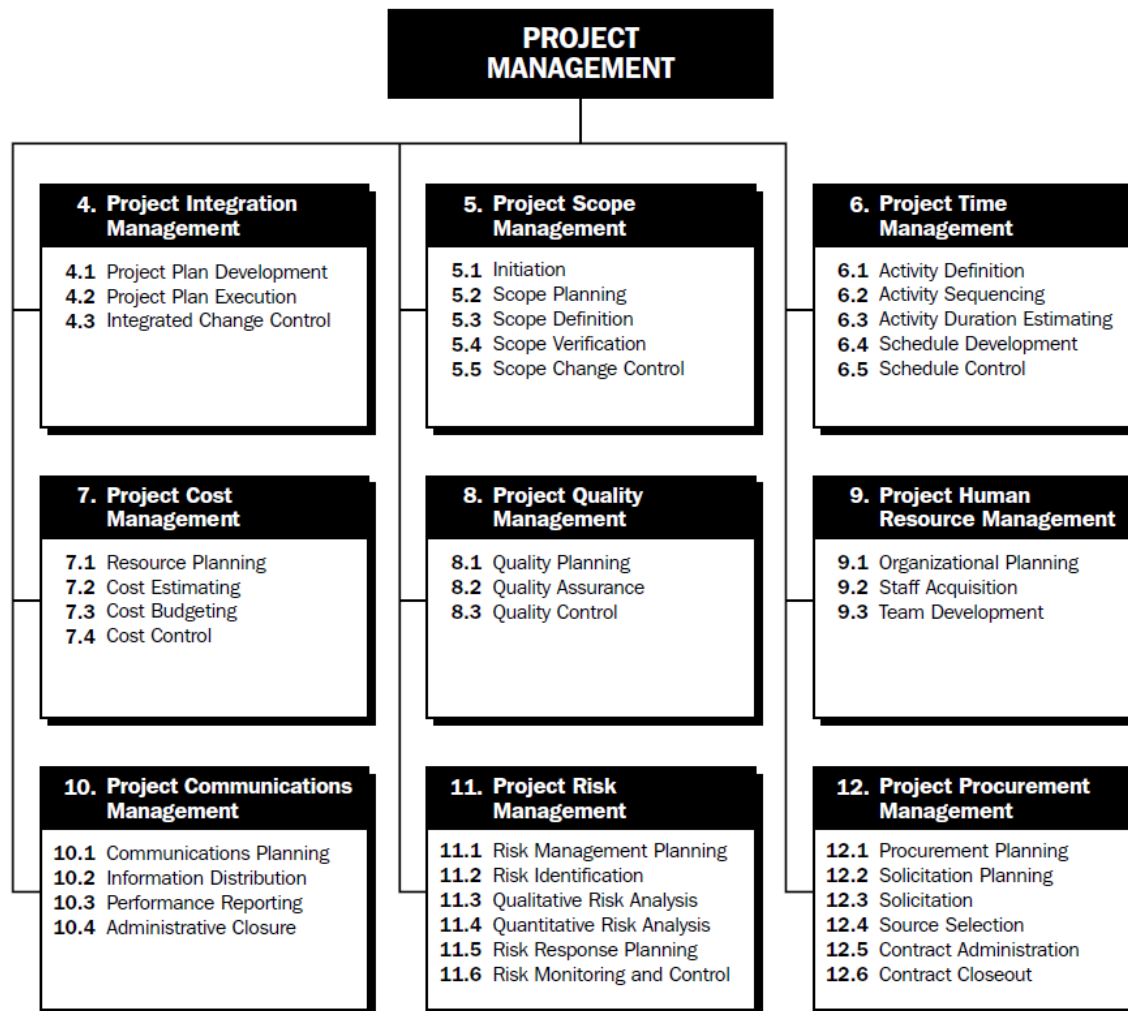 PROJECT
MANAGEMENT
4. Project Integration
Management
4.1 Project Plan Development
4.2 Project Plan Execution
4.3 Integrated Change Control
5. Project Scope
Management
5.1 Initiation
5.2 Scope Planning
5.3 Scope Definition
5.4 Scope Verification
5.5 Scope Change Control
6. Project Time
Management
6.1 Activity Definition
6.2 Activity Sequencing
6.3 Activity Duration Estimating
6.4 Schedule Development
6.5 Schedule Control
7. Project Cost
Management
7.1 Resource Planning
7.2 Cost Estimating
7.3 Cost Budgeting
7.4 Cost Control
8. Project Quality
Management
8.1 Quality Planning
8.2 Quality Assurance
8.3 Quality Control
9. Project Human
Resource Management
9.1 Organizational Planning
9.2 Staff Acquisition
9.3 Team Development
10. Project Communications
Management
10.1 Communications Planning
10.2 Information Distribution
10.3 Performance Reporting
10.4 Administrative Closure
11. Project Risk
Management
11.1 Risk Management Planning
11.2 Risk Identification
11.3 Qualitative Risk Analysis
11.4 Quantitative Risk Analysis
11.5 Risk Response Planning
11.6 Risk Monitoring and Control
12. Project Procurement
Management
12.1 Procurement Planning
12.2 Solicitation Planning
12.3 Solicitation
12.4 Source Selection
12.5 Contract Administration
12.6 Contract Closeout